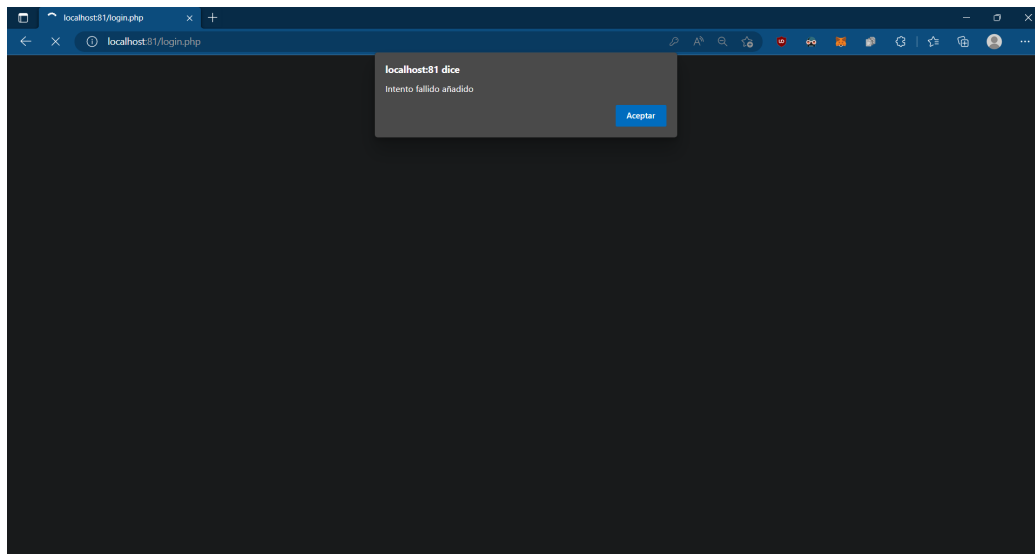 localhost:81/login.php
localhost:81/login.php
localhost:81 dice
Intento fallido añadido
Aceptar